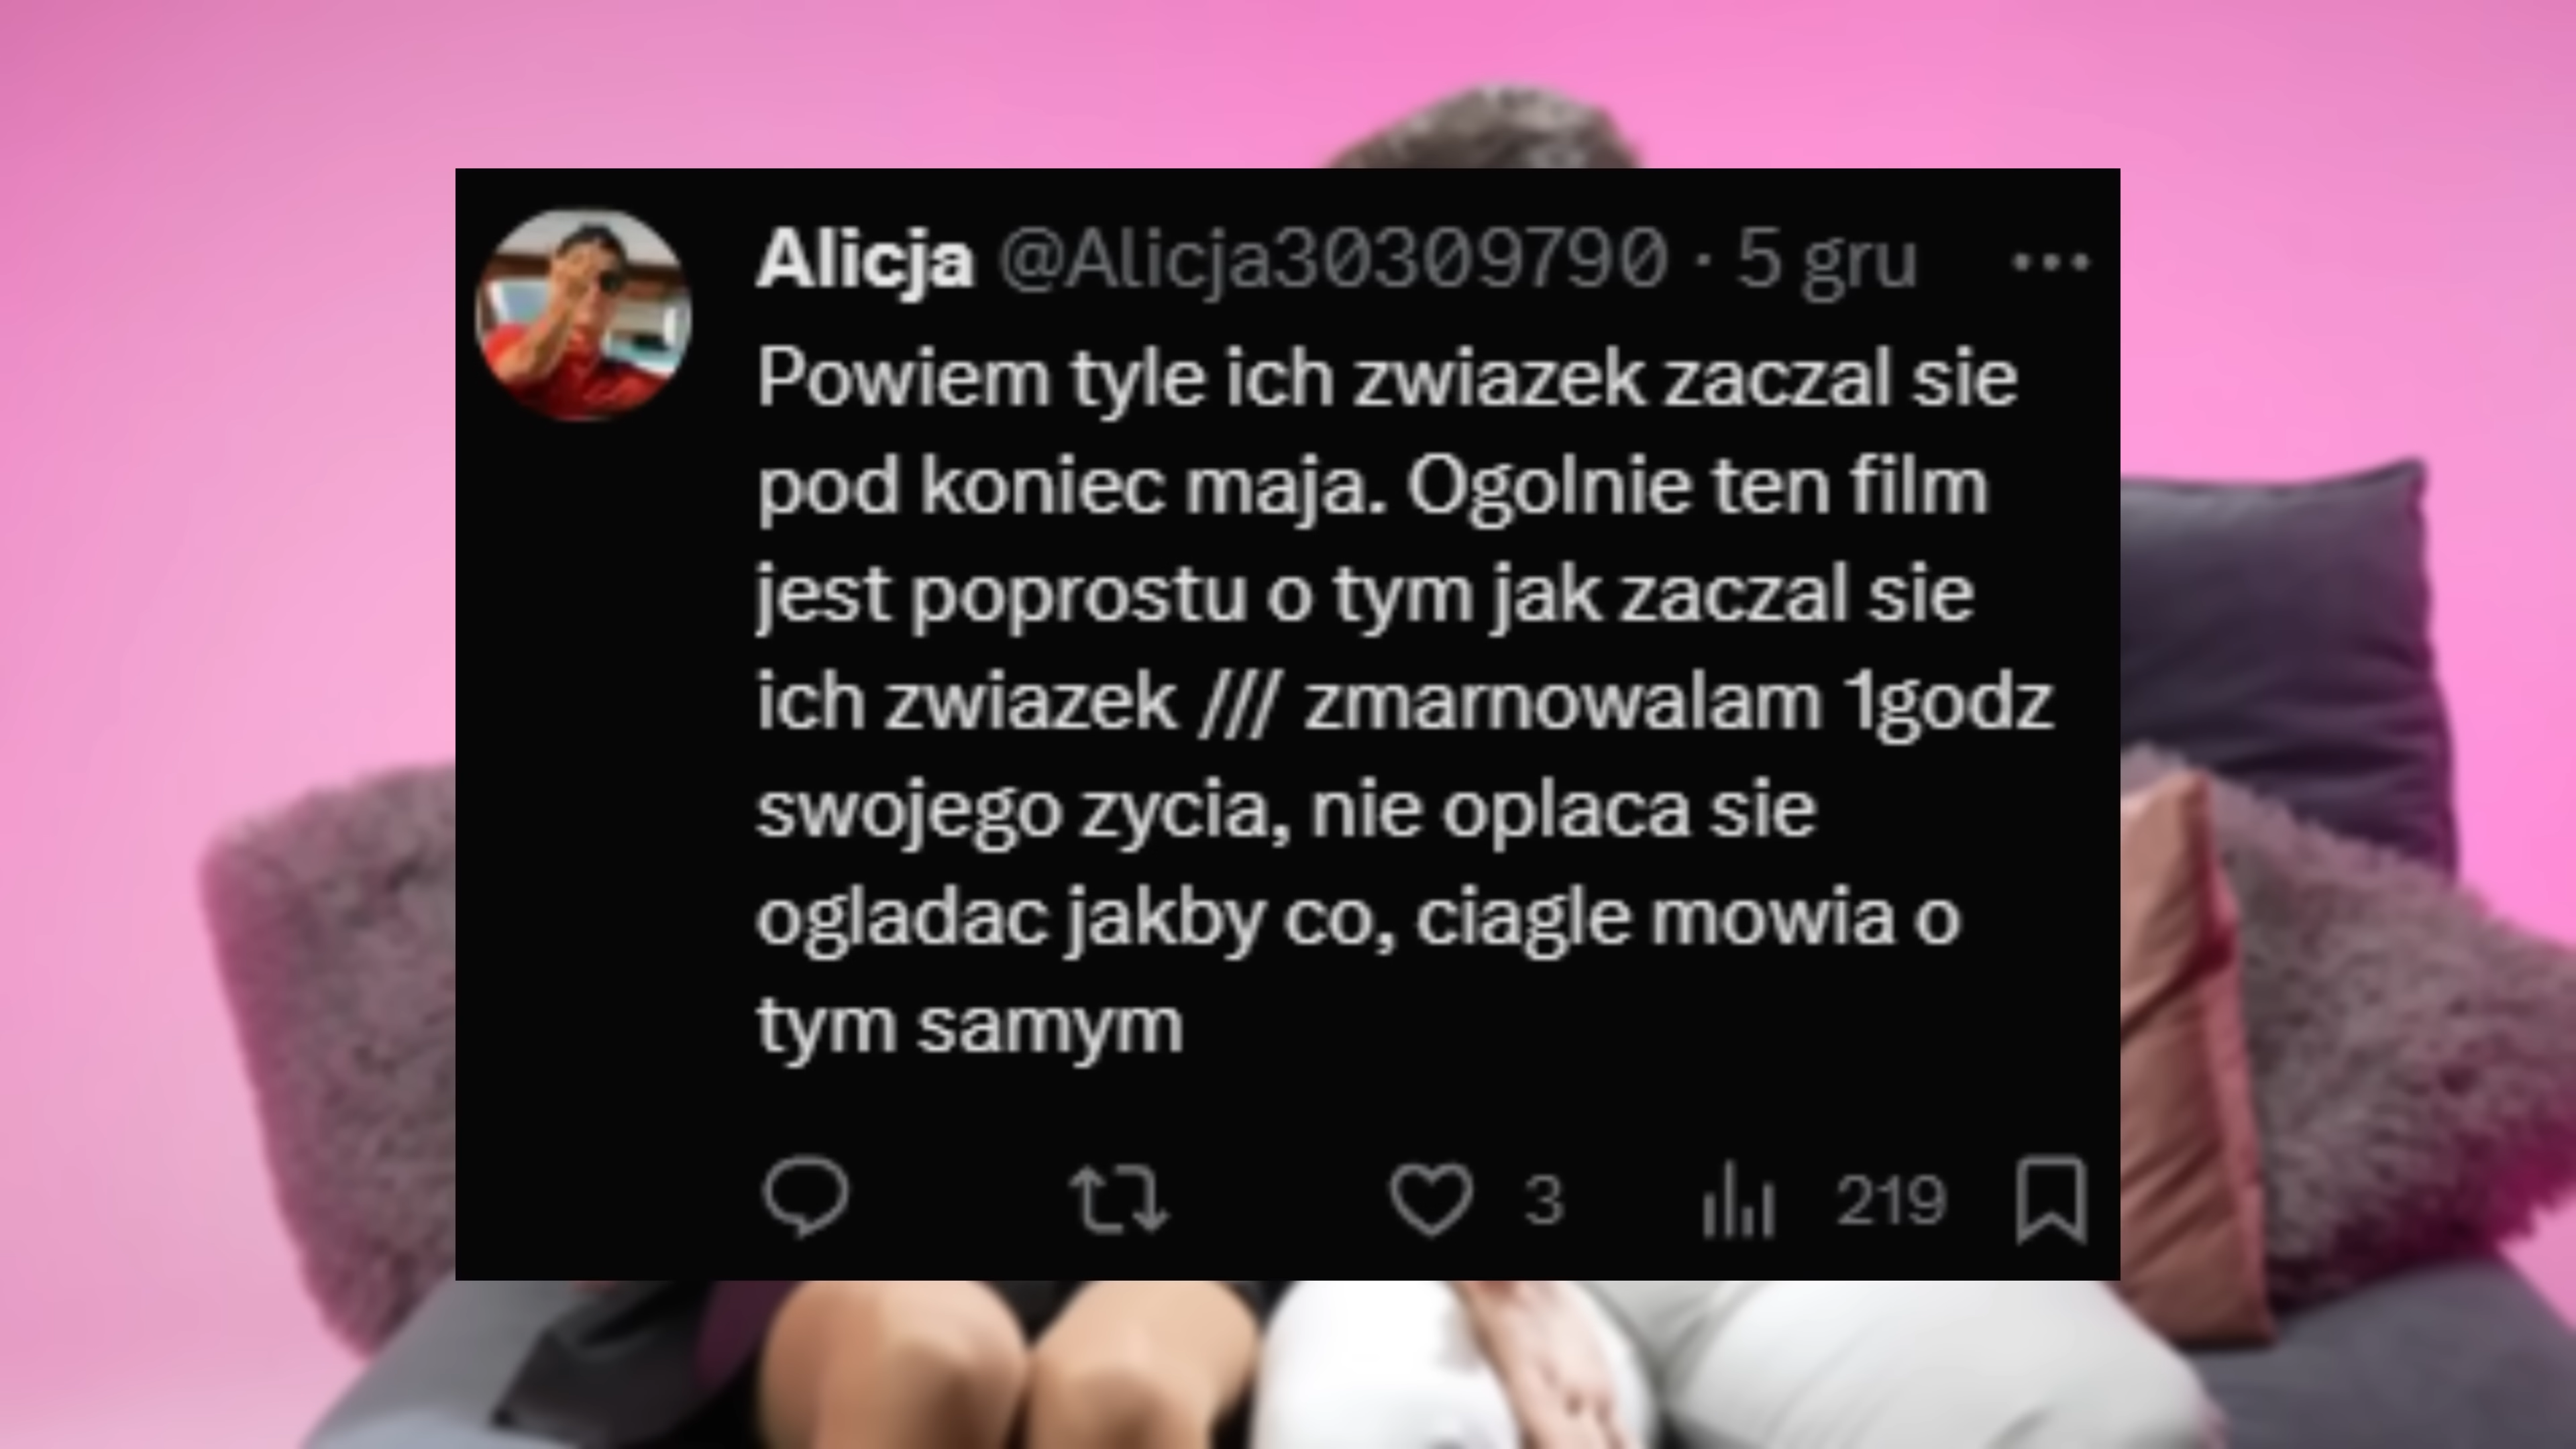 Alicja @Alicja30309790 · 5 gru
Powiem tyle ich zwiazek zaczal sie
pod koniec maja. Ogolnie ten film
jest poprostu o tym jak zaczal sie
ich zwiazek /// zmarnowalam 1godz
swojego zycia, nie oplaca sie
ogladac jakby co, ciagle mowia o
tym samym
3 219